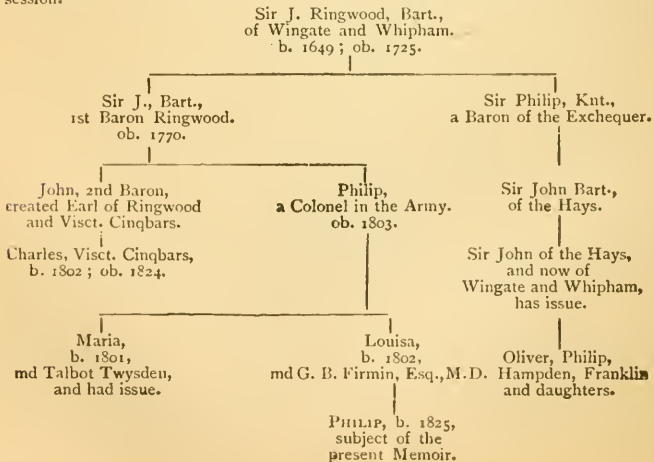 session.
Sir J. Ringwood, Bart.,
of Wingate and Whipham.
b. 1649; ob. 1725.
Sir J., Bart.,
1st Baron Ringwood.
ob. 1770.
Sir Philip, Knt.,
a Baron of the Exchequer.
John, 2nd Baron,
created Earl of Ringwood
and Visct. Cinqbars.
Philip,
a Colonel in the Army.
ob. 1803.
Sir John Bart.,
of the Hays.
Charles, Visct. Cinqbars,
b. 1802; ob. 1824.
Sir John of the Hays,
and now of
Wingate and Whipham,
has issue.
Maria,
b. 1801,
md Talbot Twysden,
and had issue.
Louisa,
b. 1802,
md G. B. Firmin, Esq., M.D.
Oliver, Philip,
Hampden, Franklin
and daughters.
PHILIP, b. 1825,
subject of the
present Memoir.